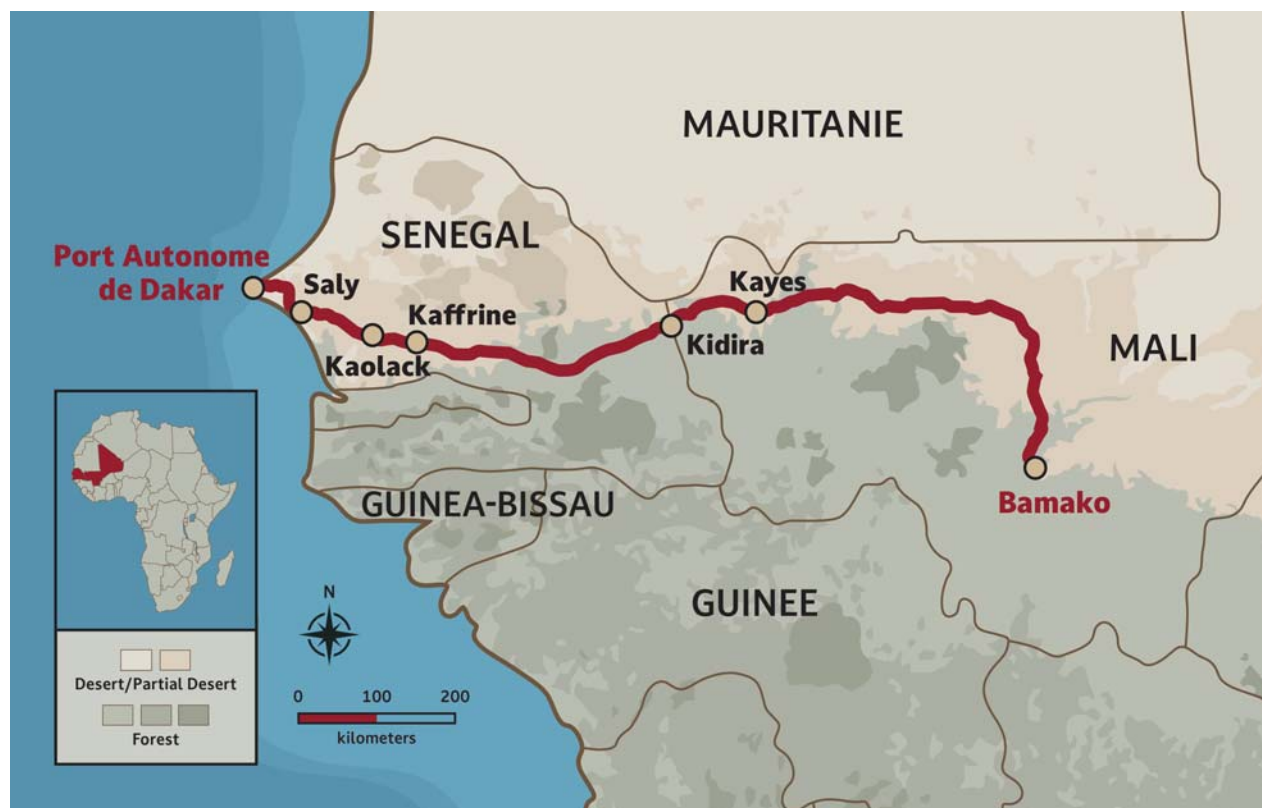 MAURITANIE
SENEGAL
Port Autonome
de Dakar
Saly
Kayes
Kaffrine
Kidira
Kaolack
MALI
Bamako
GUINEA-BISSAU
GUINEE
N
0 100 200
kilometers
Desert/Partial Desert
Forest